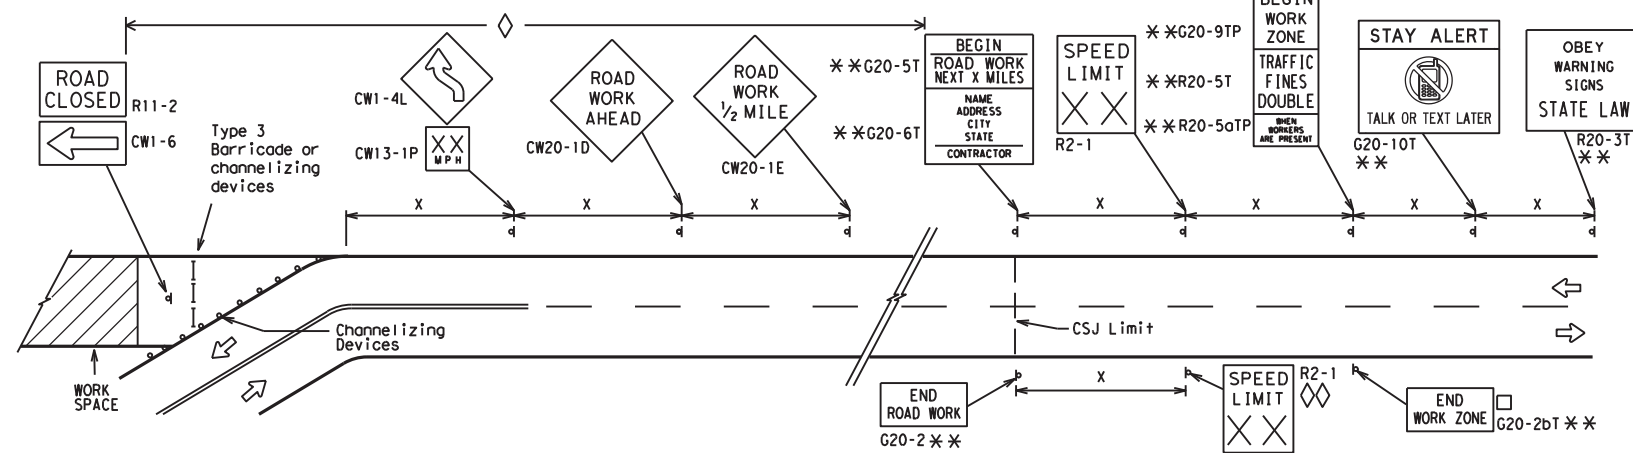 ROAD
CLOSED
R11-2
CW1-6
Type 3
Barricade or
channelizing
devices
CW1-4L
XX
MPH
CW13-1P
ROAD
WORK
AHEAD
CW20-1D
ROAD
WORK
1/2 MILE
CW20-1E
* *G20-5T
* *G20-6T
BEGIN
ROAD WORK
NEXT X MILES
NAME
ADDRESS
CITY
STATE
CONTRACTOR
SPEED
LIMIT
X X
R2-1
* *G20-9TP
* *R20-5T
* *R20-5aTP
BEGIN
WORK
ZONE
TRAFFIC
FINES
DOUBLE
WHEN
WORKERS
ARE PRESENT
STAY ALERT
TALK OR TEXT LATER
G20-10T
* *
OBEY
WARNING
SIGNS
STATE LAW
R20-3T
* *
X
X
X
X
X
X
X
Channelizing
Devices
WORK
SPACE
CSJ Limit
X
END
ROAD WORK
G20-2 * *
SPEED
LIMIT
X X
R2-1
END
WORK ZONE
G20-2bT * *